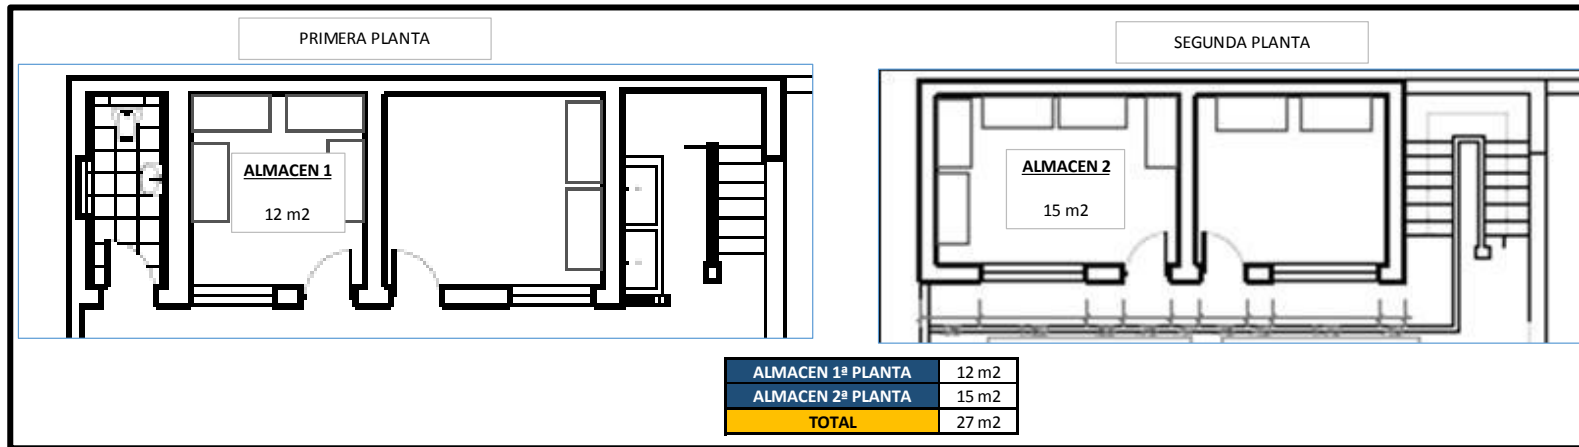 PRIMERA PLANTA
SEGUNDA PLANTA
ALMACEN 1
12 m2
ALMACEN 2
15 m2
ALMACEN 1ª PLANTA 12 m2
ALMACEN 2ª PLANTA 15 m2
TOTAL 27 m2